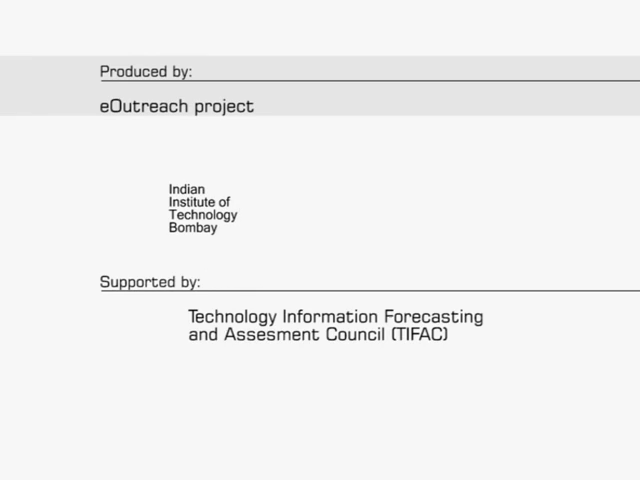 Produced by:
eOutreach project
Indian
Institute of
Technology
Bombay
Supported by:
Technology Information Forecasting
and Assesment Council (TIFAC)